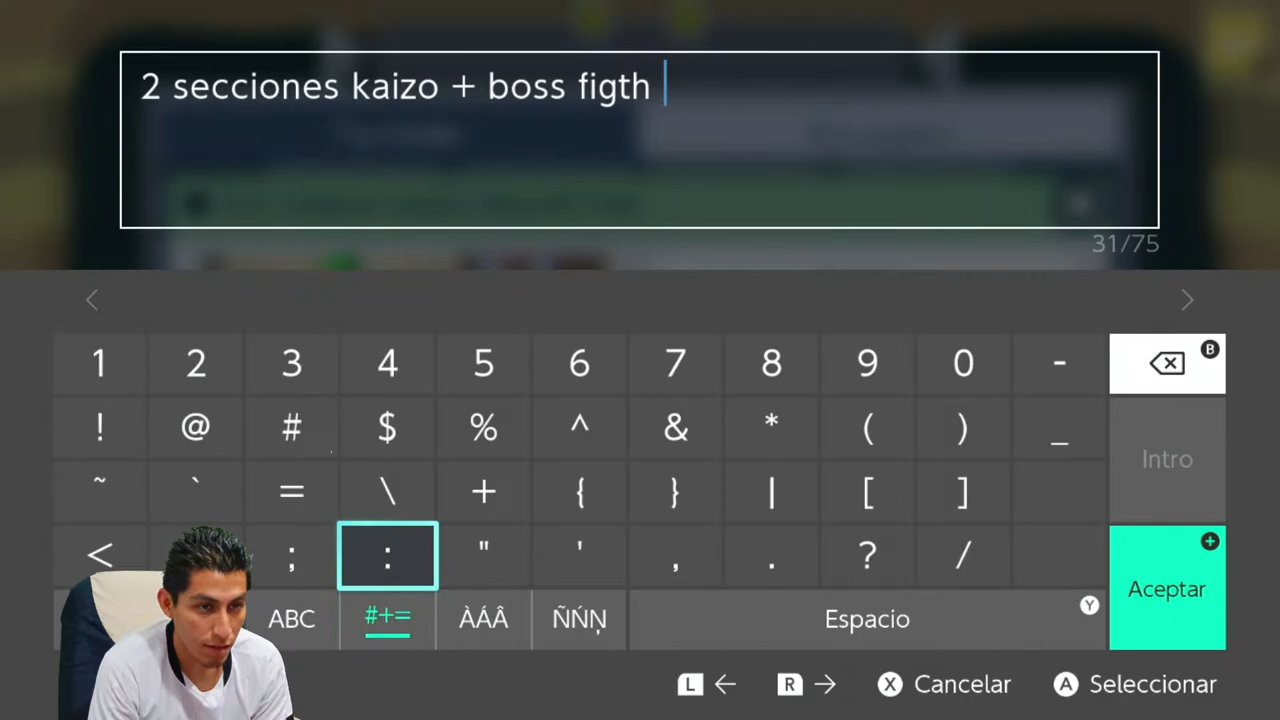 2 secciones kaizo + boss figth
31/75
1 2 3 4 5 6 7 8 9 0 - B
! @ # $ % ^ & * ( ) _
~ ` = \ + { } | [ ] Intro
< ; : " ' , . ? / +
ABC #+= ÀÁÂ ÑŃŅ Espacio Y Aceptar
L ← R → X Cancelar A Seleccionar